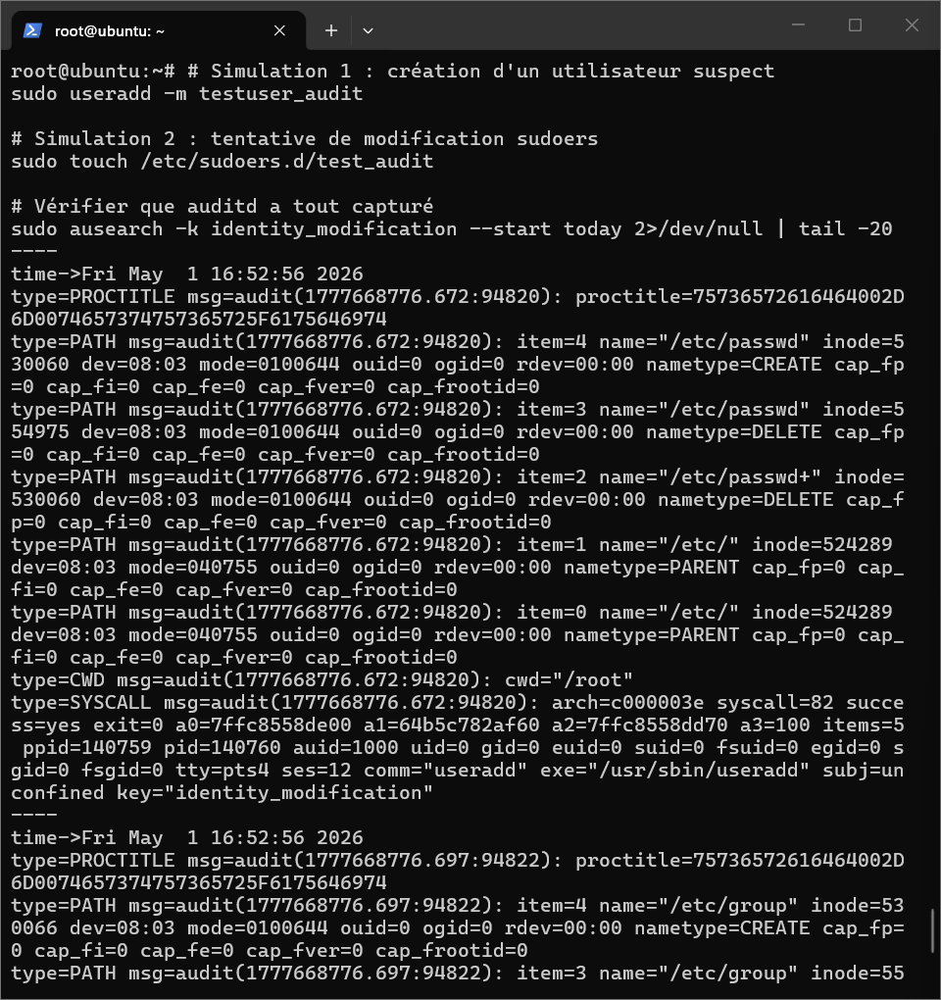 root@ubuntu: ~
root@ubuntu:~# # Simulation 1 : création d'un utilisateur suspect
sudo useradd -m testuser_audit
# Simulation 2 : tentative de modification sudoers
sudo touch /etc/sudoers.d/test_audit
# Vérifier que auditd a tout capturé
sudo ausearch -k identity_modification --start today 2>/dev/null | tail -20
----
time->Fri May  1 16:52:56 2026
type=PROCTITLE msg=audit(1777668776.672:94820): proctitle=75736572616464002D
6D0074657374757365725F6175646974
type=PATH msg=audit(1777668776.672:94820): item=4 name="/etc/passwd" inode=5
30060 dev=08:03 mode=0100644 ouid=0 ogid=0 rdev=00:00 nametype=CREATE cap_fp
=0 cap_fi=0 cap_fe=0 cap_fver=0 cap_frootid=0
type=PATH msg=audit(1777668776.672:94820): item=3 name="/etc/passwd" inode=5
54975 dev=08:03 mode=0100644 ouid=0 ogid=0 rdev=00:00 nametype=DELETE cap_fp
=0 cap_fi=0 cap_fe=0 cap_fver=0 cap_frootid=0
type=PATH msg=audit(1777668776.672:94820): item=2 name="/etc/passwd+" inode=
530060 dev=08:03 mode=0100644 ouid=0 ogid=0 rdev=00:00 nametype=DELETE cap_f
p=0 cap_fi=0 cap_fe=0 cap_fver=0 cap_frootid=0
type=PATH msg=audit(1777668776.672:94820): item=1 name="/etc/" inode=524289
dev=08:03 mode=040755 ouid=0 ogid=0 rdev=00:00 nametype=PARENT cap_fp=0 cap_
fi=0 cap_fe=0 cap_fver=0 cap_frootid=0
type=PATH msg=audit(1777668776.672:94820): item=0 name="/etc/" inode=524289
dev=08:03 mode=040755 ouid=0 ogid=0 rdev=00:00 nametype=PARENT cap_fp=0 cap_
fi=0 cap_fe=0 cap_fver=0 cap_frootid=0
type=CWD msg=audit(1777668776.672:94820): cwd="/root"
type=SYSCALL msg=audit(1777668776.672:94820): arch=c000003e syscall=82 succe
ss=yes exit=0 a0=7ffc8558de00 a1=64b5c782af60 a2=7ffc8558dd70 a3=100 items=5
 ppid=140759 pid=140760 auid=1000 uid=0 gid=0 euid=0 suid=0 fsuid=0 egid=0 s
gid=0 fsgid=0 tty=pts4 ses=12 comm="useradd" exe="/usr/sbin/useradd" subj=un
confined key="identity_modification"
----
time->Fri May  1 16:52:56 2026
type=PROCTITLE msg=audit(1777668776.697:94822): proctitle=75736572616464002D
6D0074657374757365725F6175646974
type=PATH msg=audit(1777668776.697:94822): item=4 name="/etc/group" inode=53
0066 dev=08:03 mode=0100644 ouid=0 ogid=0 rdev=00:00 nametype=CREATE cap_fp=
0 cap_fi=0 cap_fe=0 cap_fver=0 cap_frootid=0
type=PATH msg=audit(1777668776.697:94822): item=3 name="/etc/group" inode=55